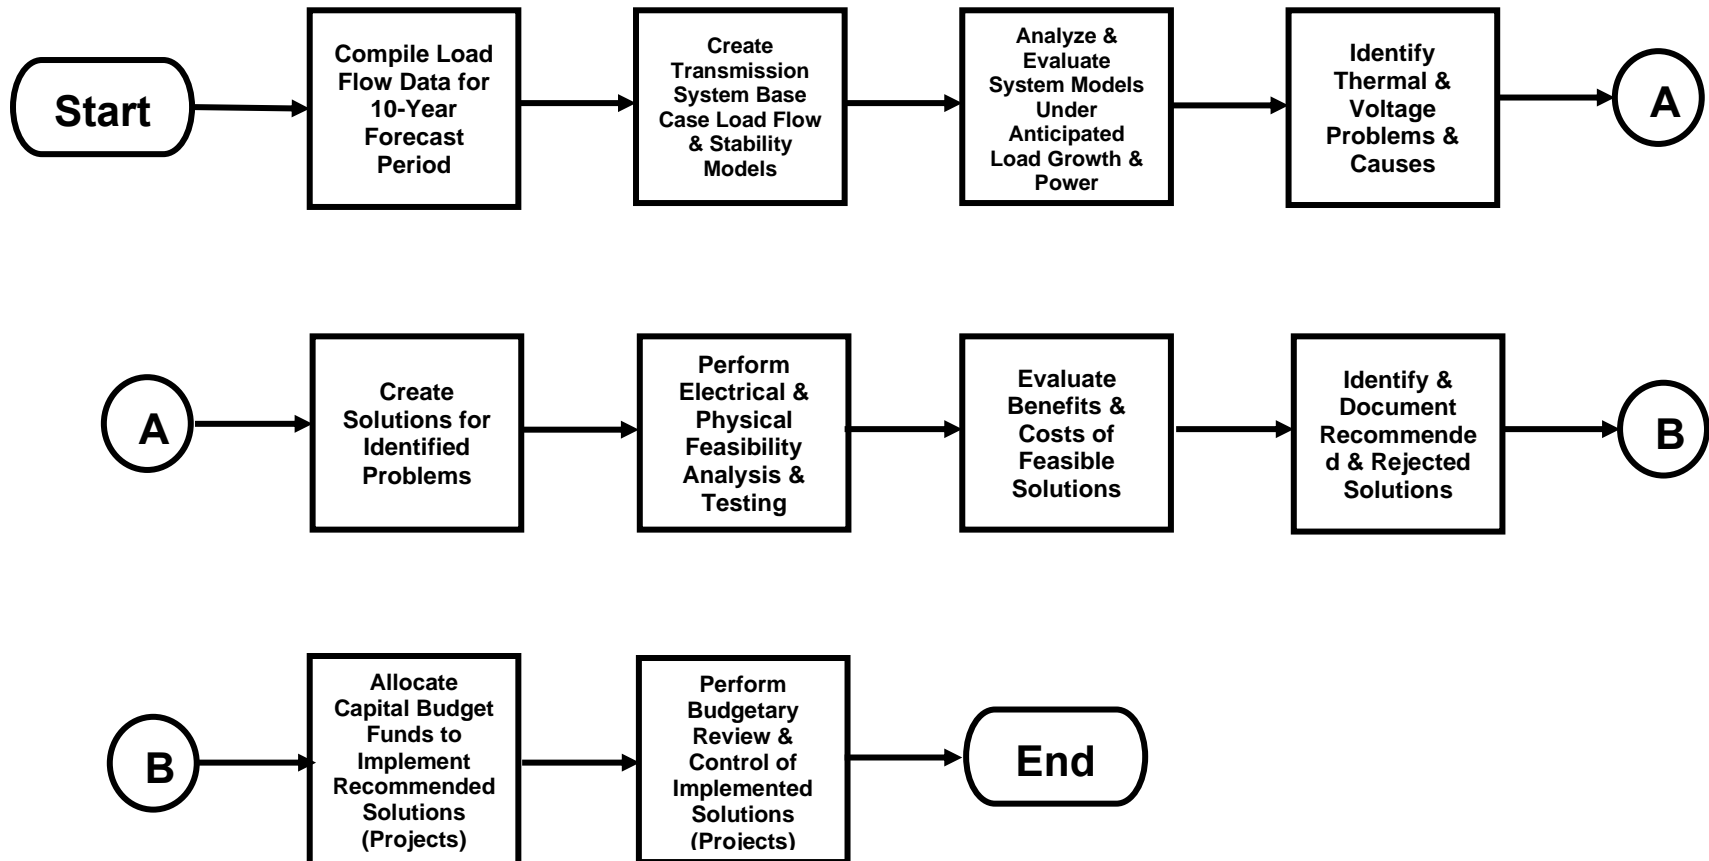 Start
Compile Load
Flow Data for
10-Year
Forecast
Period
Create
Transmission
System Base
Case Load Flow
& Stability
Models
Analyze &
Evaluate
System Models
Under
Anticipated
Load Growth &
Power
Identify
Thermal &
Voltage
Problems &
Causes
A
A
Create
Solutions for
Identified
Problems
Perform
Electrical &
Physical
Feasibility
Analysis &
Testing
Evaluate
Benefits &
Costs of
Feasible
Solutions
Identify &
Document
Recommende
d & Rejected
Solutions
B
B
Allocate
Capital Budget
Funds to
Implement
Recommended
Solutions
(Projects)
Perform
Budgetary
Review &
Control of
Implemented
Solutions
(Projects)
End